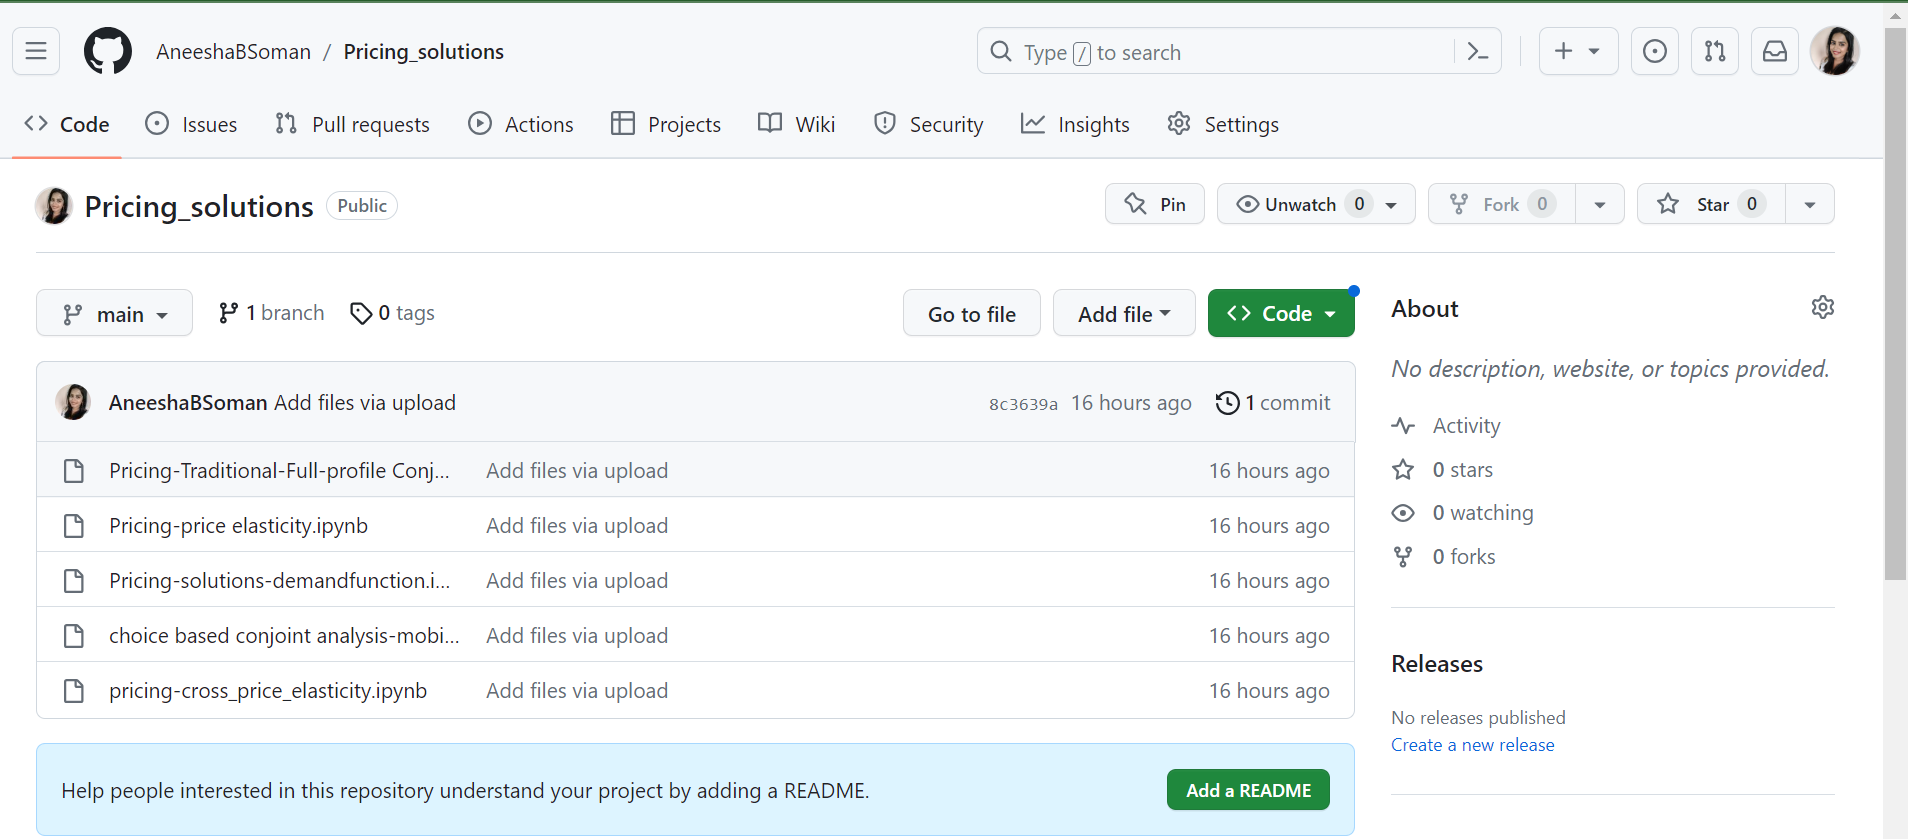 AneeshaBSoman / Pricing_solutions
Type / to search
Code Issues Pull requests Actions Projects Wiki Security Insights Settings
Pricing_solutions Public
Pin Unwatch 0 Fork 0 Star 0
main 1 branch 0 tags Go to file Add file Code
AneeshaBSoman Add files via upload 8c3639a 16 hours ago 1 commit
Pricing-Traditional-Full-profile Conj... Add files via upload 16 hours ago
Pricing-price elasticity.ipynb Add files via upload 16 hours ago
Pricing-solutions-demandfunction.i... Add files via upload 16 hours ago
choice based conjoint analysis-mobi... Add files via upload 16 hours ago
pricing-cross_price_elasticity.ipynb Add files via upload 16 hours ago
Help people interested in this repository understand your project by adding a README. Add a README
About
No description, website, or topics provided.
Activity
0 stars
0 watching
0 forks
Releases
No releases published
Create a new release